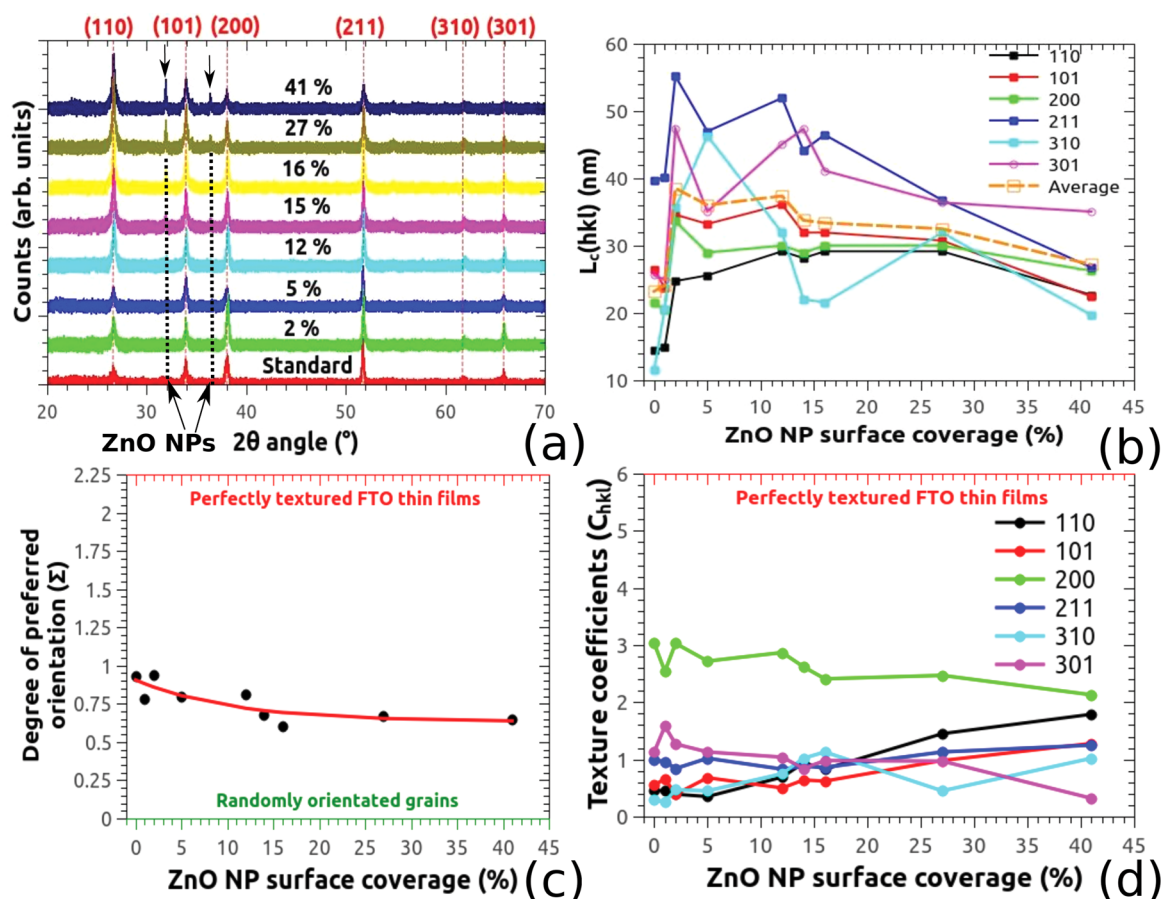 (110) (101) (200) (211) (310) (301)
41 %
27 %
16 %
15 %
12 %
5 %
2 %
Standard
Counts (arb. units)
20 30 40 50 60 70
ZnO NPs
2θ angle (°)
(a)
60
50
40
30
20
10
L꜀(hkl) (nm)
110
101
200
211
310
301
Average
0 5 10 15 20 25 30 35 40 45
ZnO NP surface coverage (%)
(b)
2.25
2
1.75
1.5
1.25
1
0.75
0.5
0.25
0
Degree of preferred
orientation (Σ)
Perfectly textured FTO thin films
Randomly orientated grains
0 5 10 15 20 25 30 35 40 45
ZnO NP surface coverage (%)
(c)
6
5
4
3
2
1
0
Texture coefficients (Chkl)
Perfectly textured FTO thin films
110
101
200
211
310
301
0 5 10 15 20 25 30 35 40 45
ZnO NP surface coverage (%)
(d)